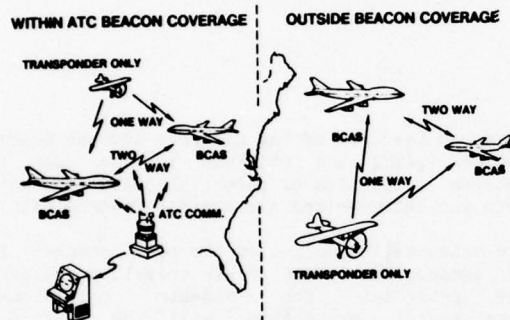 WITHIN ATC BEACON COVERAGE
TRANSPONDER ONLY
ONE WAY
BCAS
TWO
WAY
BCAS
ATC COMM.
OUTSIDE BEACON COVERAGE
TWO WAY
BCAS
BCAS
ONE WAY
TRANSPONDER ONLY